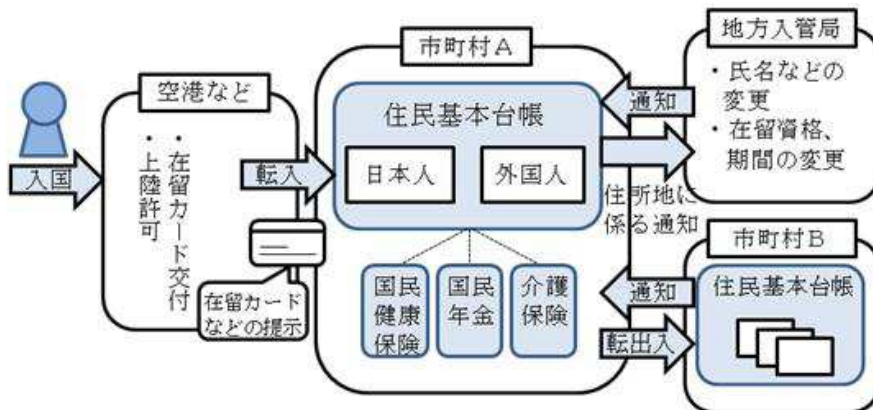 入国
空港など
・在留カード交付
・上陸許可
転入
在留カード
などの提示
市町村A
住民基本台帳
日本人
外国人
国民
健康
保険
国民
年金
介護
保険
通知
住所地に
係る通知
地方入管局
・氏名などの
変更
・在留資格、
期間の変更
通知
転出入
市町村B
住民基本台帳